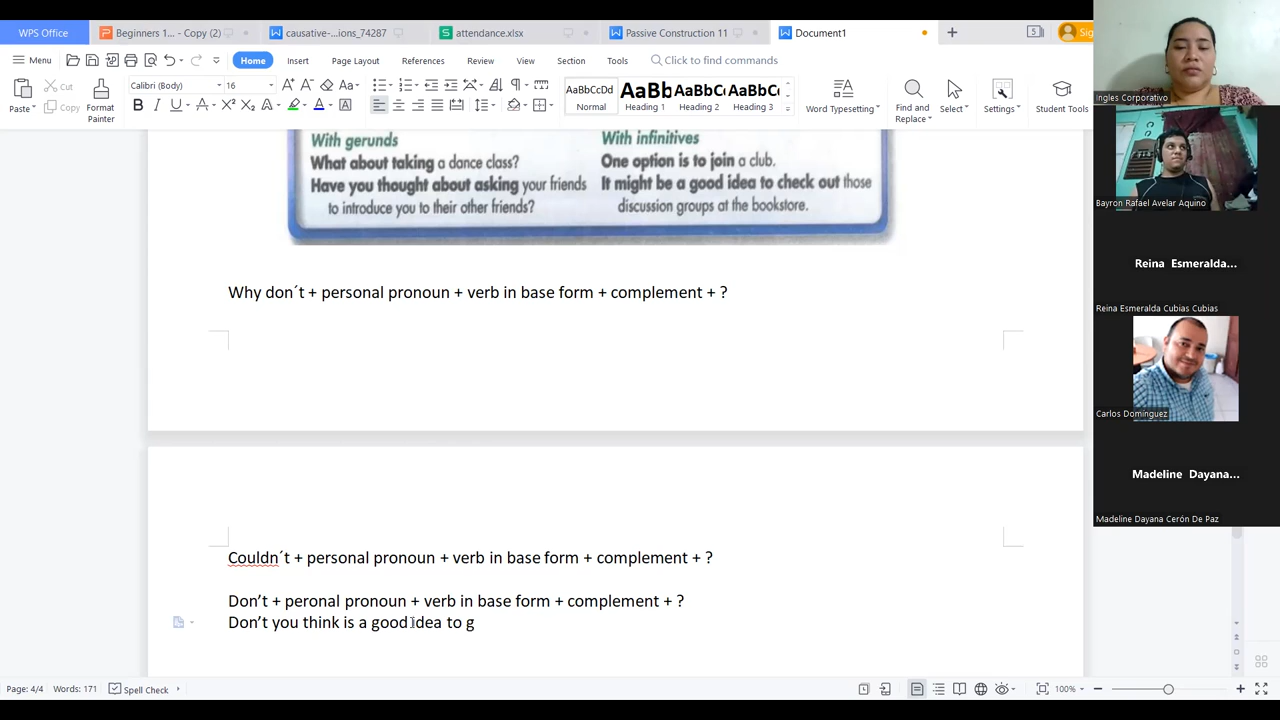 WPS Office
Beginners 1... - Copy (2)
causative-...ions_7428
attendance.xlsx
Passive Construction 11
Document1
Menu
Home
Insert
Page Layout
References
Review
View
Section
Tools
Click to find commands
Paste
Cut
Copy
Format Painter
Calibri (Body)
16
AaBbCcDd
Normal
AaBb
Heading 1
AaBbC
Heading 2
AaBbC
Heading 3
Word Typesetting
Find and Replace
Select
Settings
Student Tools
With gerunds
What about taking a dance class?
Have you thought about asking your friends
to introduce you to their other friends?
With infinitives
One option is to join a club.
It might be a good idea to check out those
discussion groups at the bookstore.
Why don´t + personal pronoun + verb in base form + complement + ?
Couldn´t + personal pronoun + verb in base form + complement + ?
Don’t + peronal pronoun + verb in base form + complement + ?
Don’t you think is a good idea to g
Page: 4/4
Words: 171
Spell Check
100%
Ingles Corporativo
Bayron Rafael Avelar Aquino
Reina Esmeralda...
Reina Esmeralda Cubias Cubias
Carlos Domínguez
Madeline Dayana...
Madeline Dayana Cerón De Paz